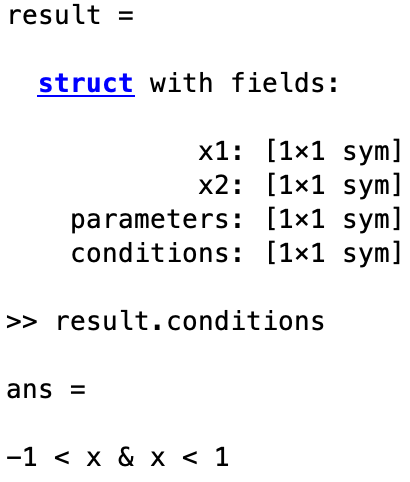 result =
struct with fields:
x1: [1×1 sym]
x2: [1×1 sym]
parameters: [1×1 sym]
conditions: [1×1 sym]
>> result.conditions
ans =
-1 < x & x < 1